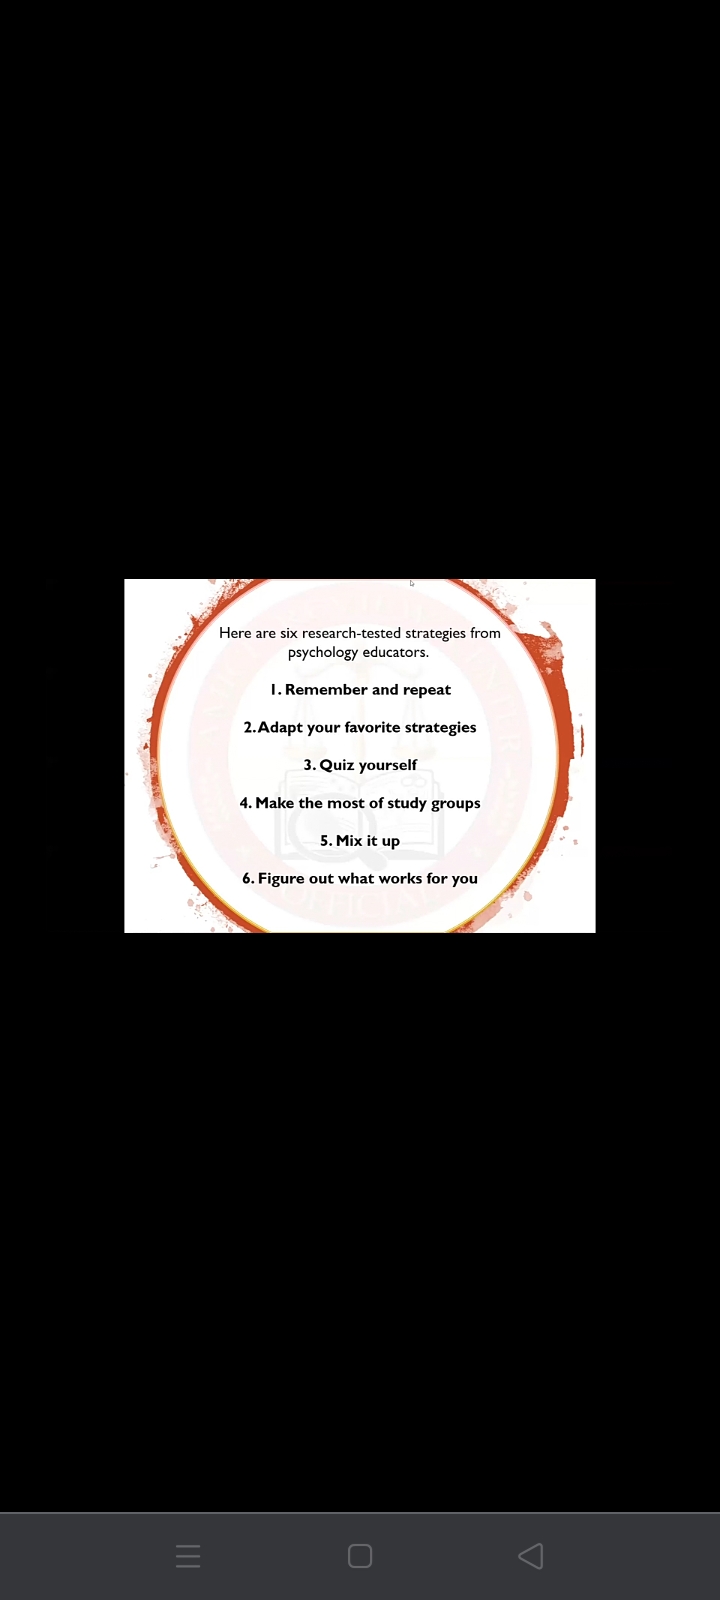 Here are six research-tested strategies from
psychology educators.
1. Remember and repeat
2. Adapt your favorite strategies
3. Quiz yourself
4. Make the most of study groups
5. Mix it up
6. Figure out what works for you